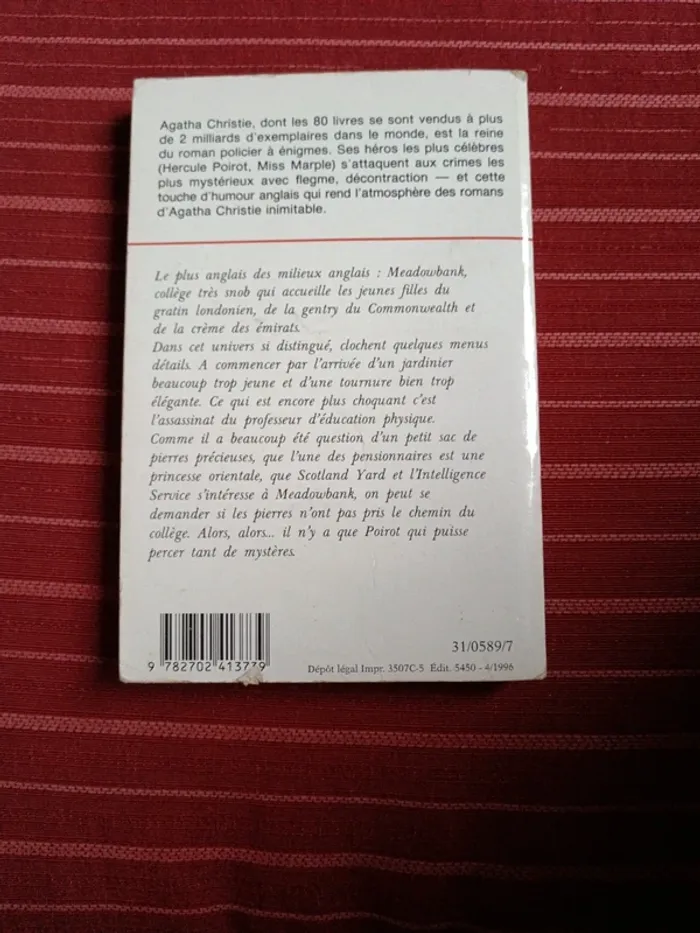 Agatha Christie, dont les 80 livres se sont vendus à plus
de 2 milliards d'exemplaires dans le monde, est la reine
du roman policier à énigmes. Ses héros les plus célèbres
(Hercule Poirot, Miss Marple) s'attaquent aux crimes les
plus mystérieux avec flegme, décontraction — et cette
touche d'humour anglais qui rend l'atmosphère des romans
d'Agatha Christie inimitable.
Le plus anglais des milieux anglais : Meadowbank,
collège très snob qui accueille les jeunes filles du
gratin londonien, de la gentry du Commonwealth et
de la crème des émirats.
Dans cet univers si distingué, clochent quelques menus
détails. A commencer par l'arrivée d'un jardinier
beaucoup trop jeune et d'une tournure bien trop
élégante. Ce qui est encore plus choquant c'est
l'assassinat du professeur d'éducation physique.
Comme il a beaucoup été question d'un petit sac de
pierres précieuses, que l'une des pensionnaires est une
princesse orientale, que Scotland Yard et l'Intelligence
Service s'intéresse à Meadowbank, on peut se
demander si les pierres n'ont pas pris le chemin du
collège. Alors, alors... il n'y a que Poirot qui puisse
percer tant de mystères.
31/0589/7
9 782702 413779
Dépôt légal Impr. 3507C-5 Édit. 5450 - 4/1996